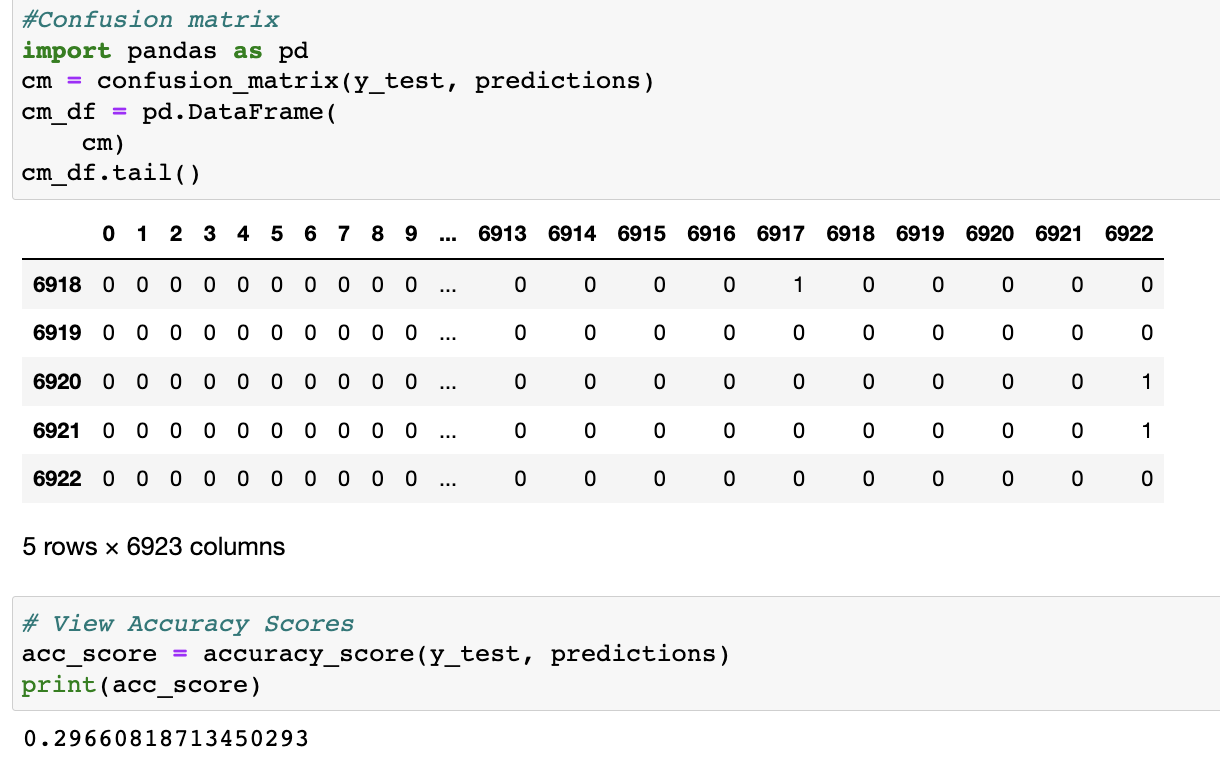 #Confusion matrix
import pandas as pd
cm = confusion_matrix(y_test, predictions)
cm_df = pd.DataFrame(
    cm)
cm_df.tail()
0 1 2 3 4 5 6 7 8 9 ... 6913 6914 6915 6916 6917 6918 6919 6920 6921 6922
6918 0 0 0 0 0 0 0 0 0 0 ... 0 0 0 0 1 0 0 0 0 0
6919 0 0 0 0 0 0 0 0 0 0 ... 0 0 0 0 0 0 0 0 0 0
6920 0 0 0 0 0 0 0 0 0 0 ... 0 0 0 0 0 0 0 0 0 1
6921 0 0 0 0 0 0 0 0 0 0 ... 0 0 0 0 0 0 0 0 0 1
6922 0 0 0 0 0 0 0 0 0 0 ... 0 0 0 0 0 0 0 0 0 0
5 rows × 6923 columns
# View Accuracy Scores
acc_score = accuracy_score(y_test, predictions)
print(acc_score)
0.29660818713450293